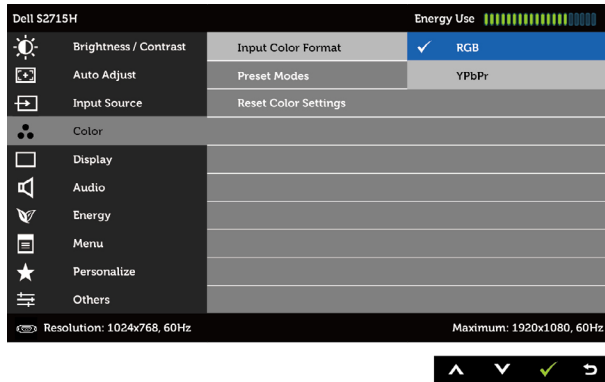 Dell S2715H Energy Use
Brightness / Contrast Input Color Format RGB
Auto Adjust Preset Modes YPbPr
Input Source Reset Color Settings
Color
Display
Audio
Energy
Menu
Personalize
Others
Resolution: 1024x768, 60Hz Maximum: 1920x1080, 60Hz